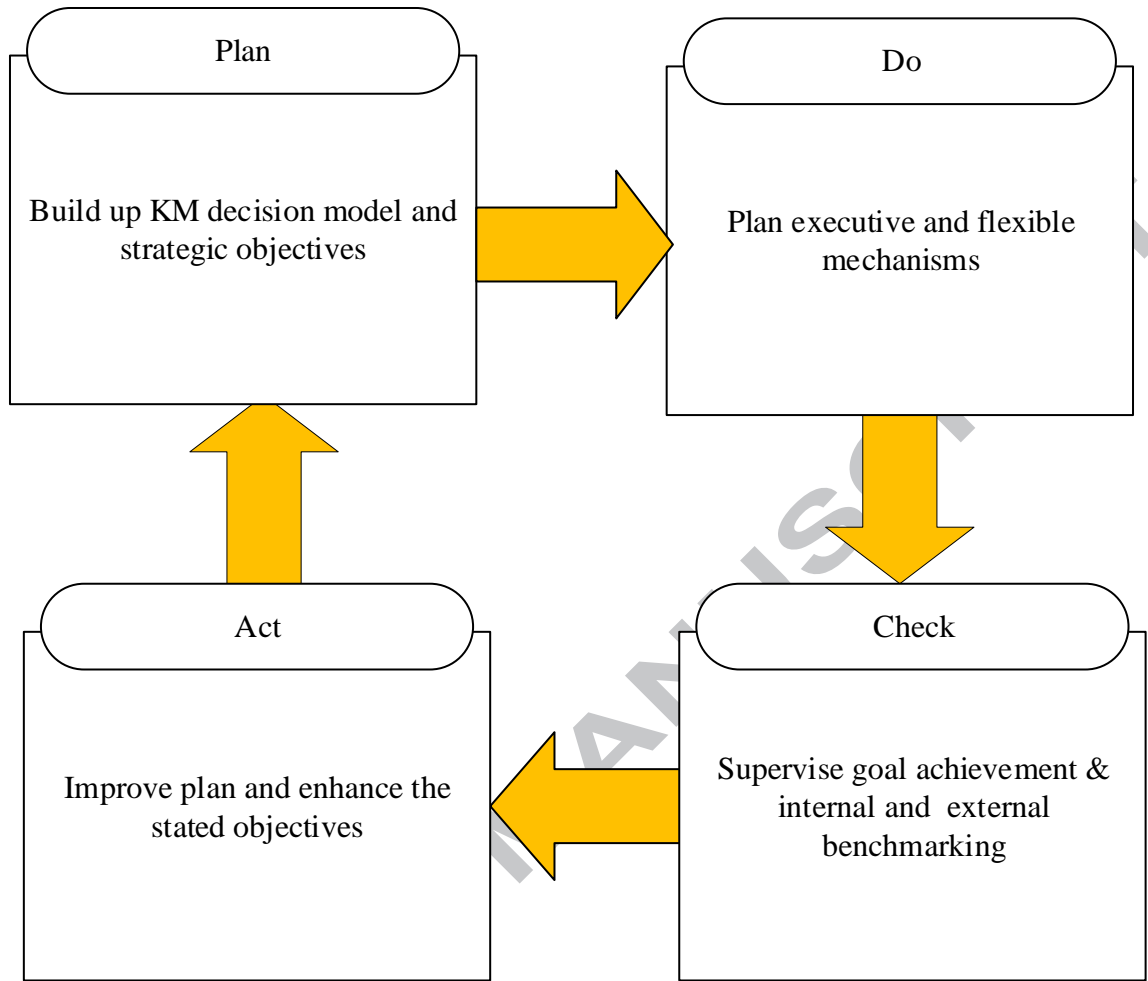 Plan
Build up KM decision model and
strategic objectives
Do
Plan executive and flexible
mechanisms
Act
Improve plan and enhance the
stated objectives
Check
Supervise goal achievement &
internal and external
benchmarking